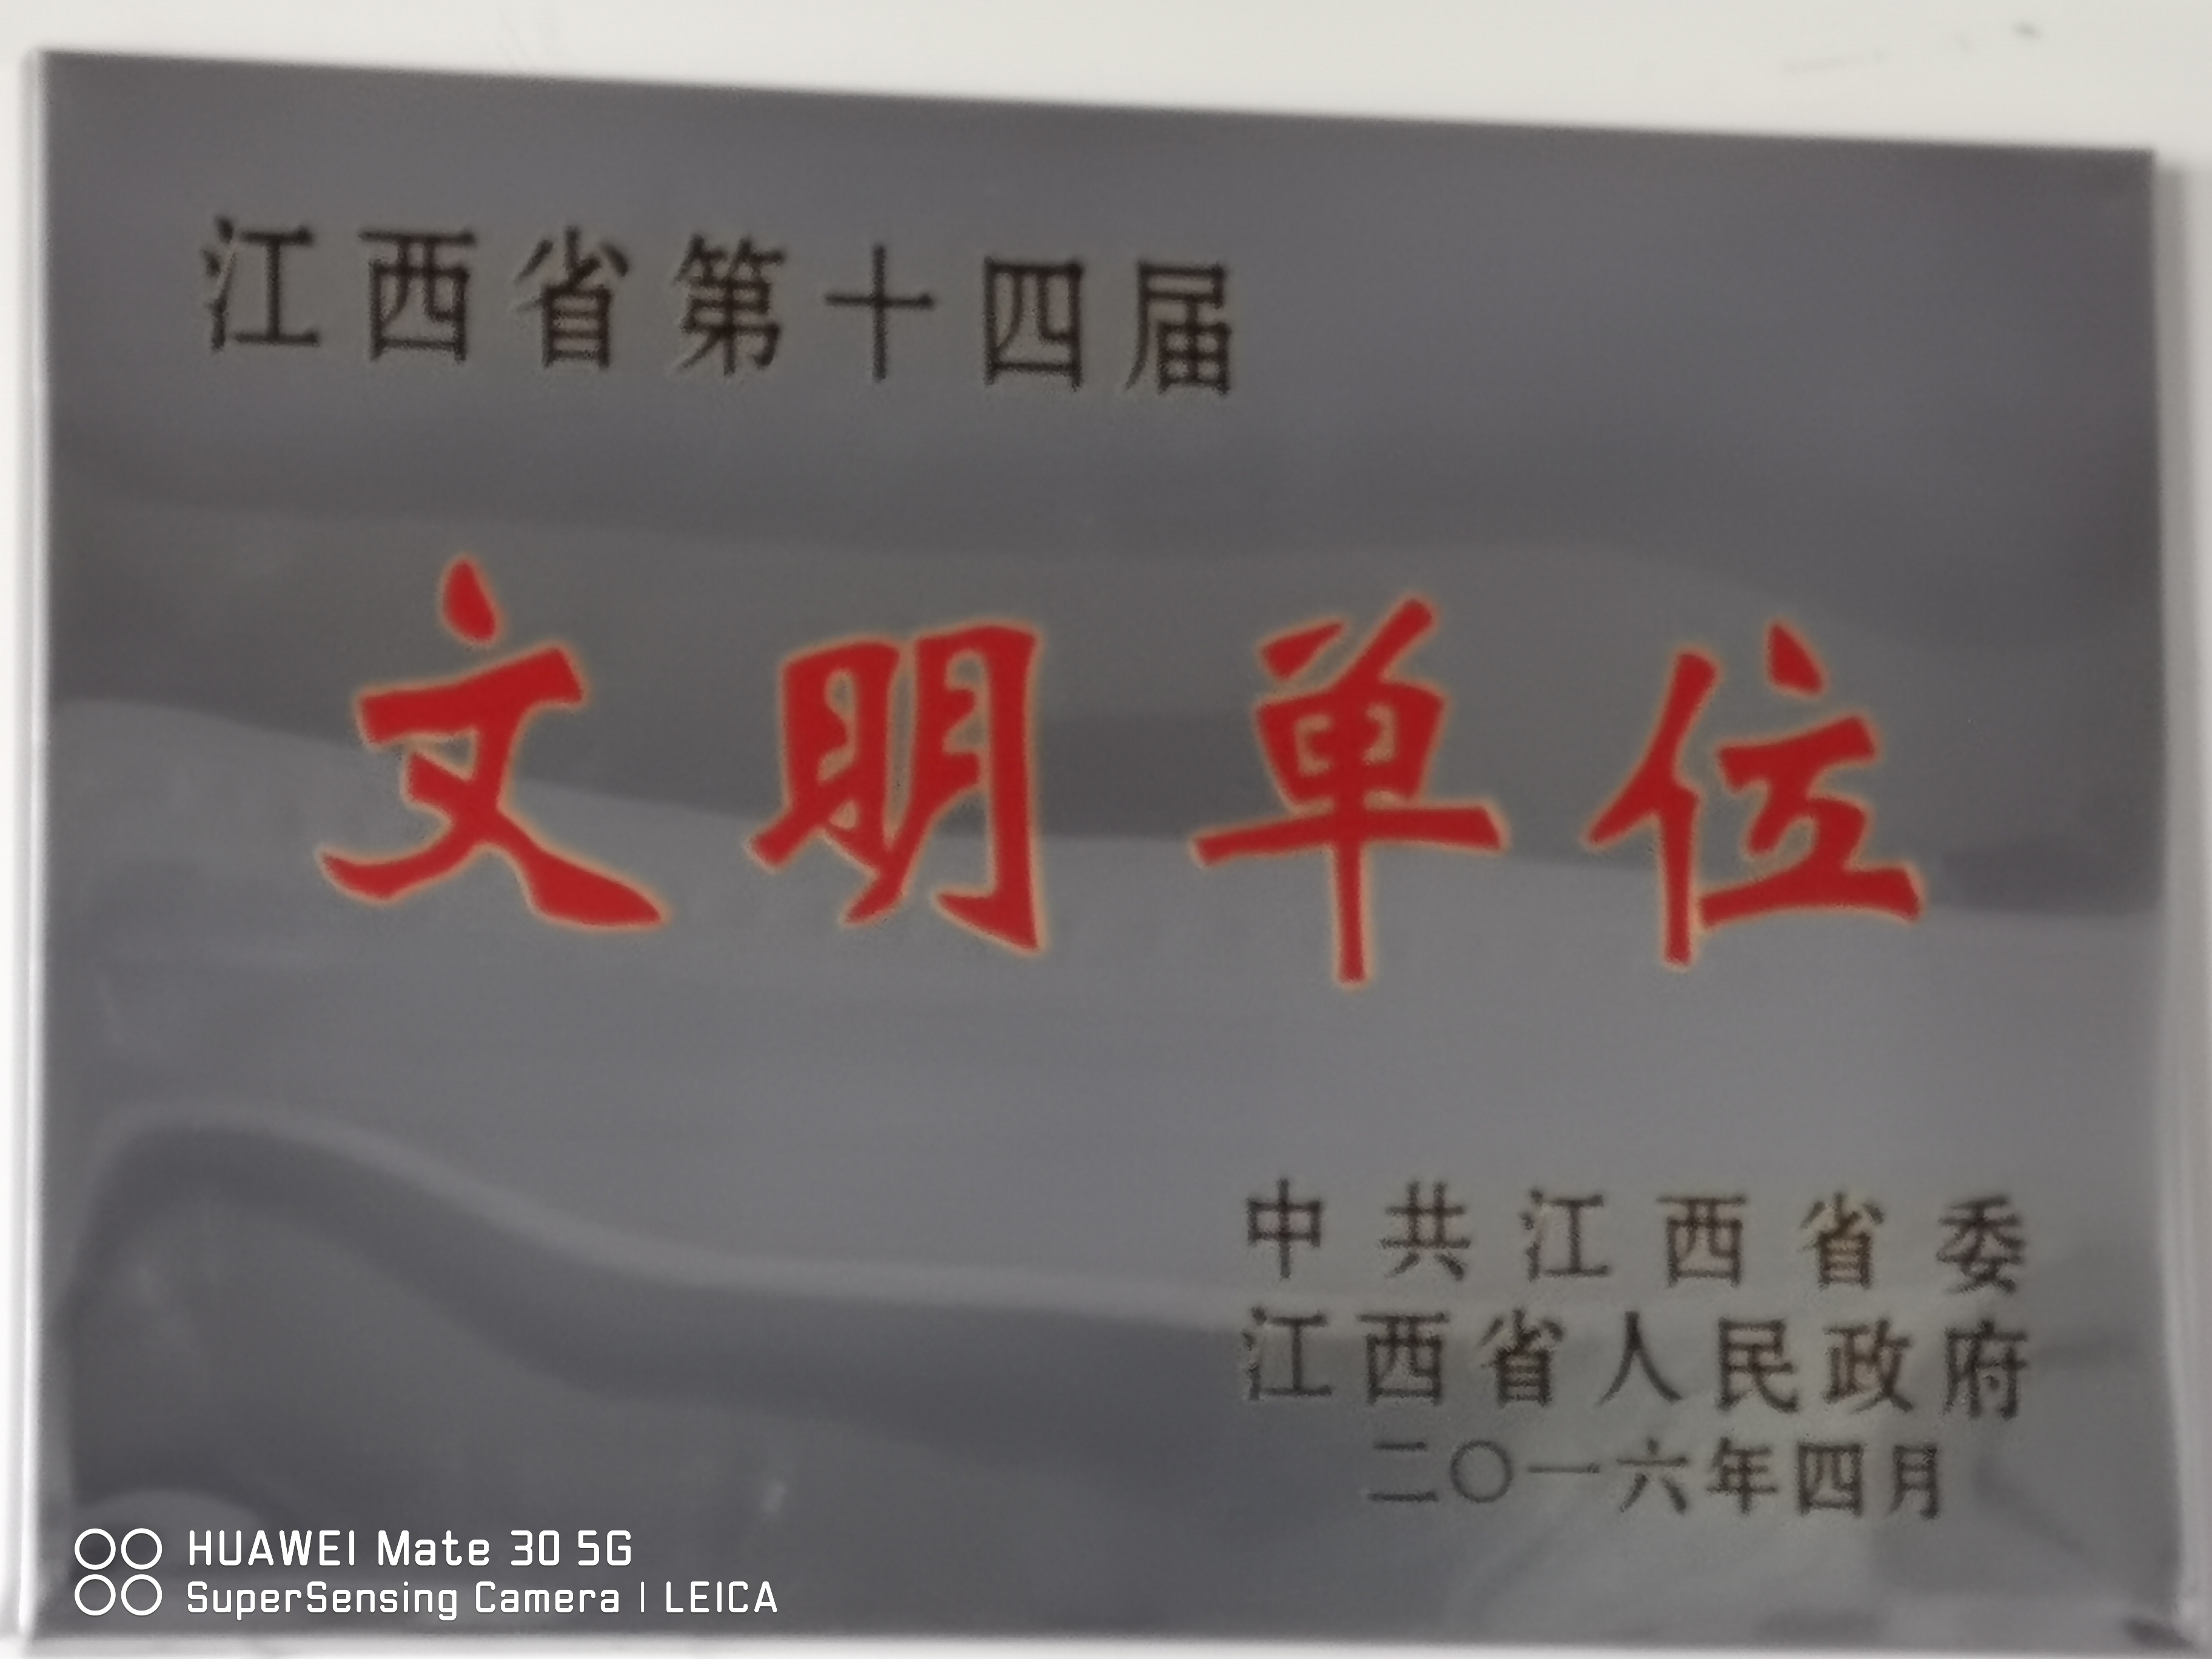 江西省第十四届
文明单位
中共江西省委
江西省人民政府
二〇一六年四月
HUAWEI Mate 30 5G
SuperSensing Camera | LEICA